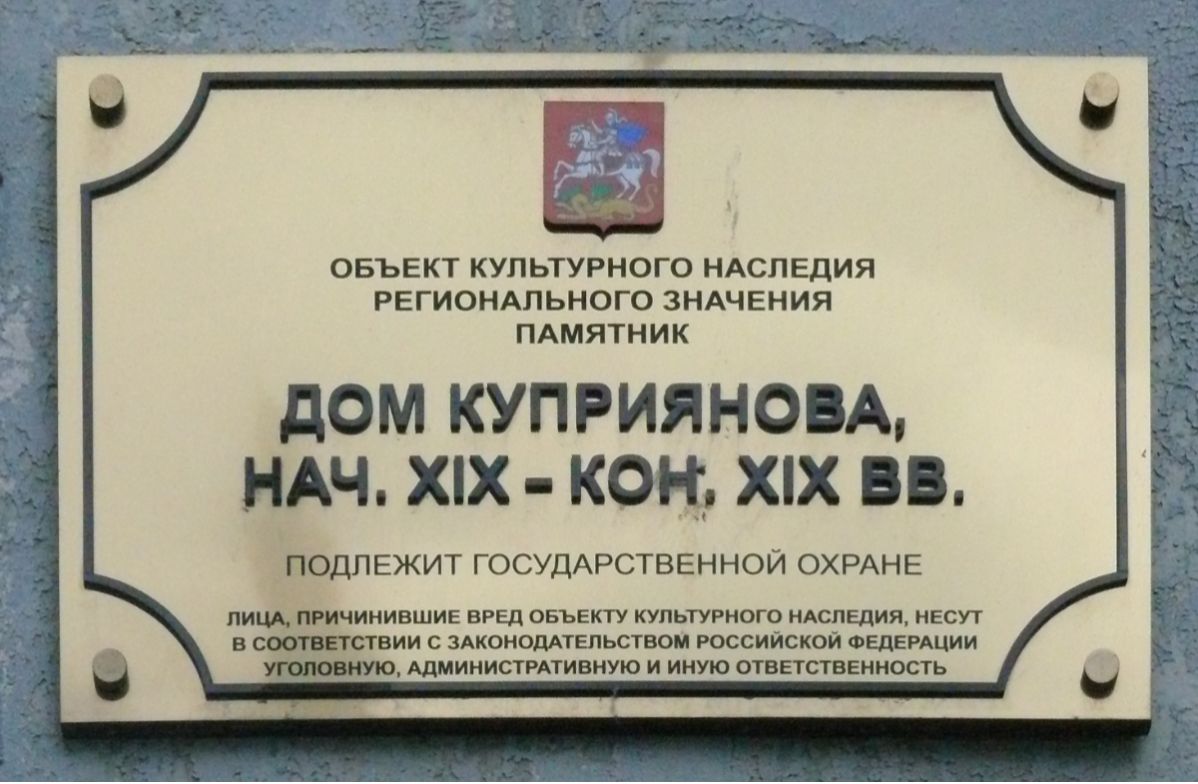 ОБЪЕКТ КУЛЬТУРНОГО НАСЛЕДИЯ
РЕГИОНАЛЬНОГО ЗНАЧЕНИЯ
ПАМЯТНИК
ДОМ КУПРИЯНОВА,
НАЧ. XIX – КОН. XIX ВВ.
ПОДЛЕЖИТ ГОСУДАРСТВЕННОЙ ОХРАНЕ
ЛИЦА, ПРИЧИНИВШИЕ ВРЕД ОБЪЕКТУ КУЛЬТУРНОГО НАСЛЕДИЯ, НЕСУТ
В СООТВЕТСТВИИ С ЗАКОНОДАТЕЛЬСТВОМ РОССИЙСКОЙ ФЕДЕРАЦИИ
УГОЛОВНУЮ, АДМИНИСТРАТИВНУЮ И ИНУЮ ОТВЕТСТВЕННОСТЬ